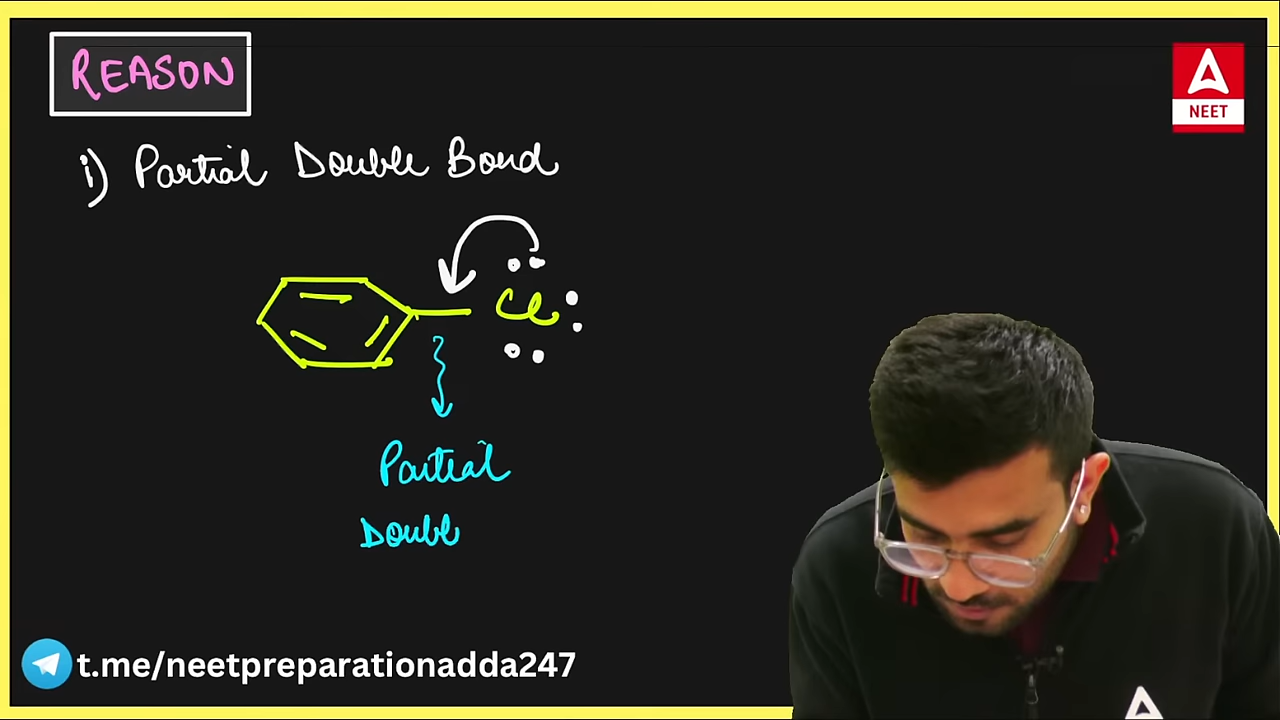 REASON
NEET
i) Partial Double Bond
Cl
Partial
Double
t.me/neetpreparationadda247